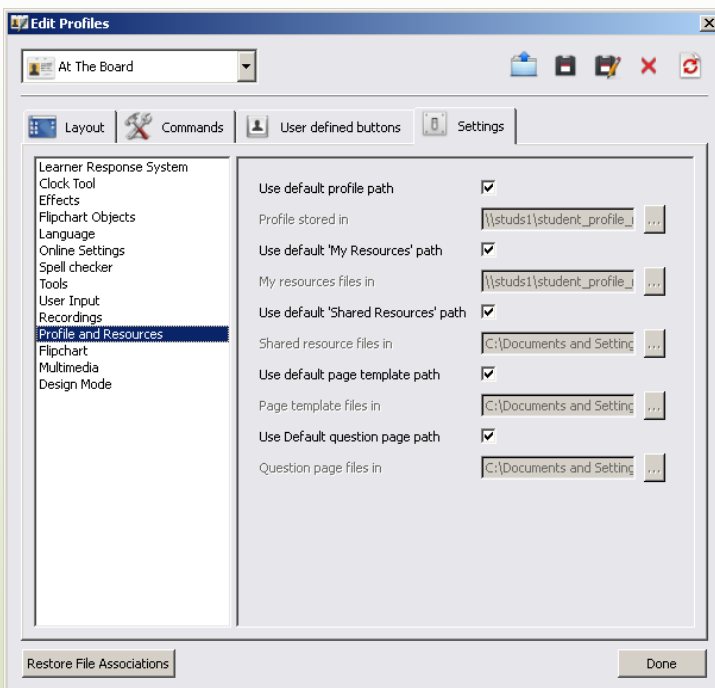 Edit Profiles
At The Board
Layout
Commands
User defined buttons
Settings
Learner Response System
Clock Tool
Effects
Flipchart Objects
Language
Online Settings
Spell checker
Tools
User Input
Recordings
Profile and Resources
Flipchart
Multimedia
Design Mode
Use default profile path
Profile stored in \\studs1\student_profile_ ...
Use default 'My Resources' path
My resources files in \\studs1\student_profile_ ...
Use default 'Shared Resources' path
Shared resource files in C:\Documents and Setting ...
Use default page template path
Page template files in C:\Documents and Setting ...
Use Default question page path
Question page files in C:\Documents and Setting ...
Restore File Associations
Done